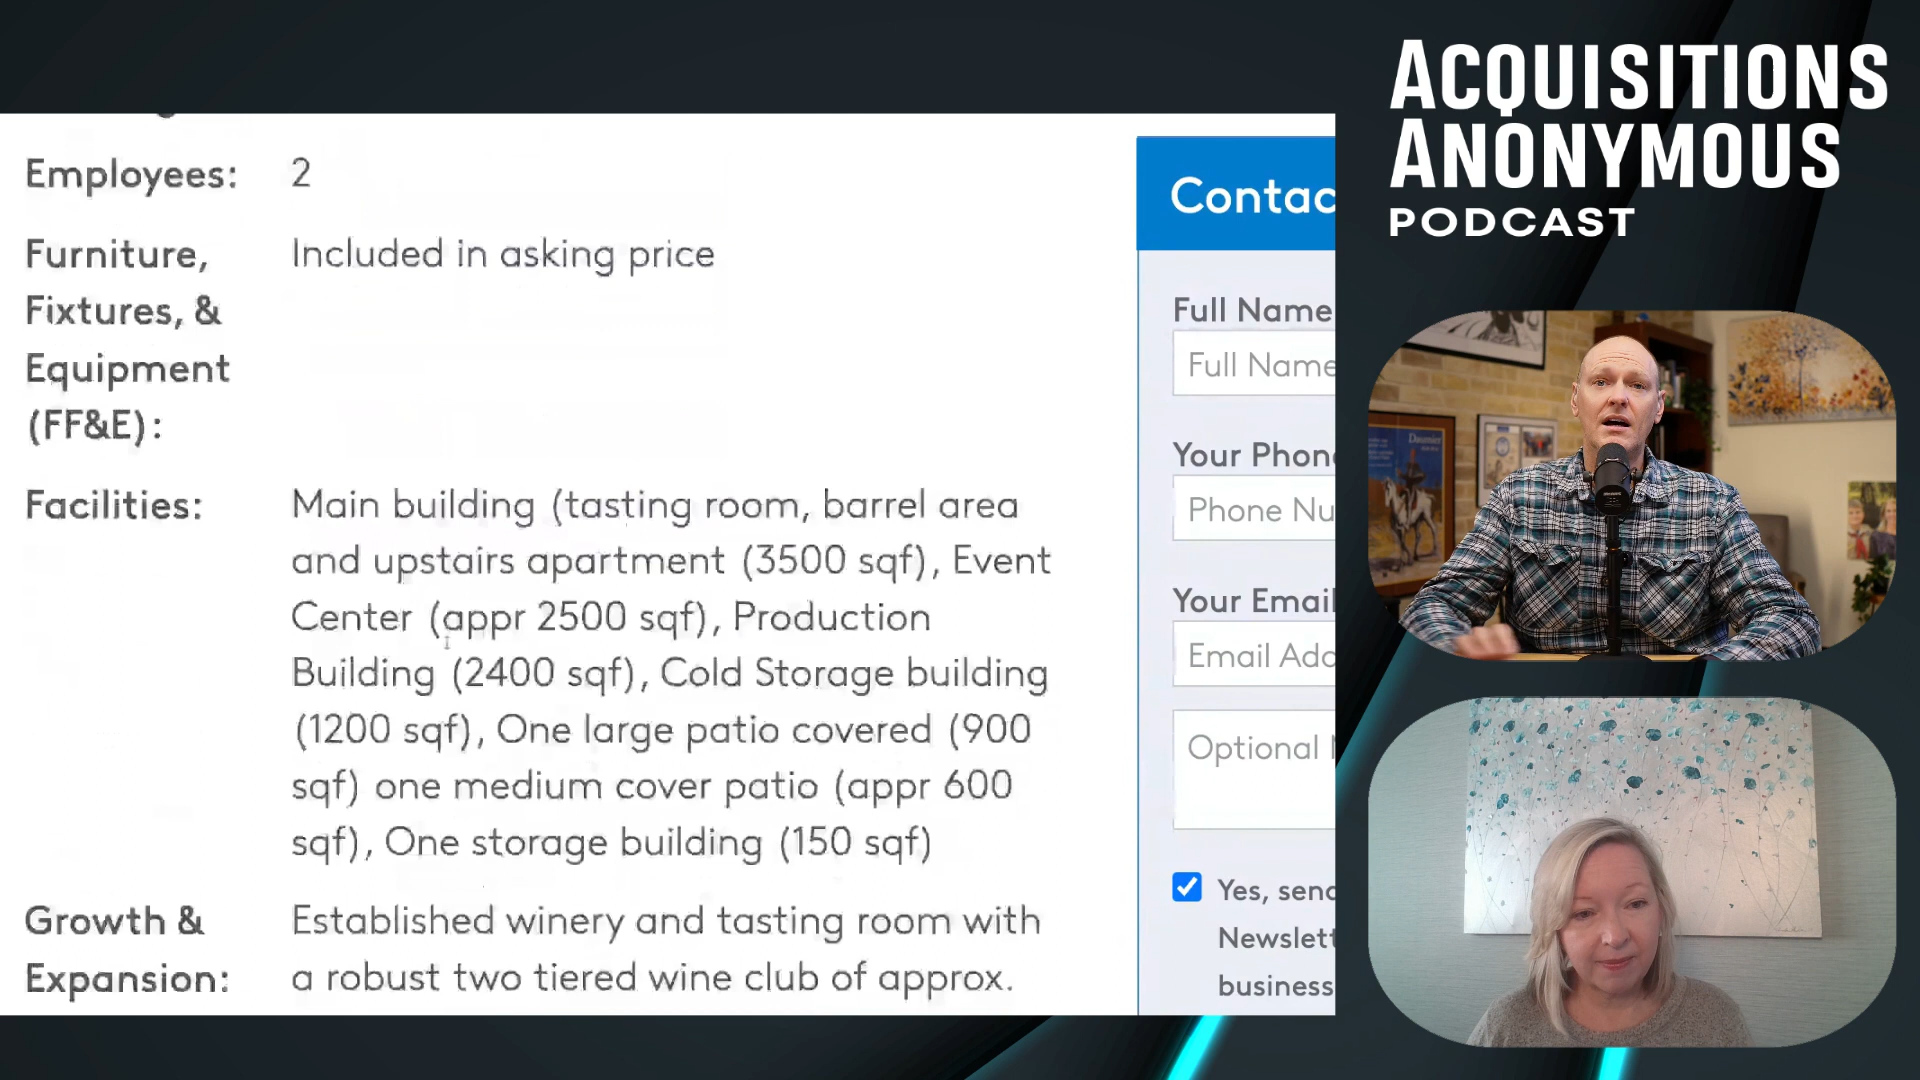 Employees: 2
Furniture, Included in asking price
Fixtures, &
Equipment
(FF&E):
Facilities: Main building (tasting room, barrel area
and upstairs apartment (3500 sqf), Event
Center (appr 2500 sqf), Production
Building (2400 sqf), Cold Storage building
(1200 sqf), One large patio covered (900
sqf) one medium cover patio (appr 600
sqf), One storage building (150 sqf)
Growth & Established winery and tasting room with
Expansion: a robust two tiered wine club of approx.
Contac
Full Name
Full Name
Your Phon
Phone Nu
Your Email
Email Add
Optional
Yes, send
Newslett
business
ACQUISITIONS
ANONYMOUS
PODCAST
Daumier